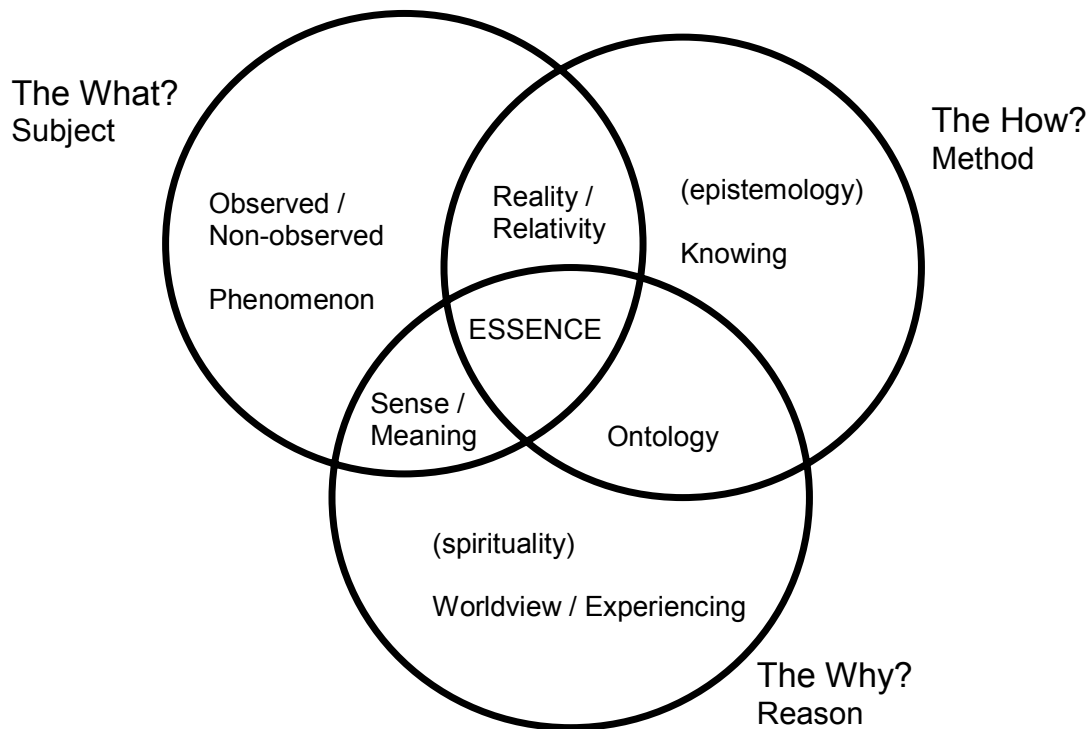 The What?
Subject
The How?
Method
Observed /
Non-observed
Phenomenon
Reality /
Relativity
(epistemology)
Knowing
ESSENCE
Sense /
Meaning
Ontology
(spirituality)
Worldview / Experiencing
The Why?
Reason